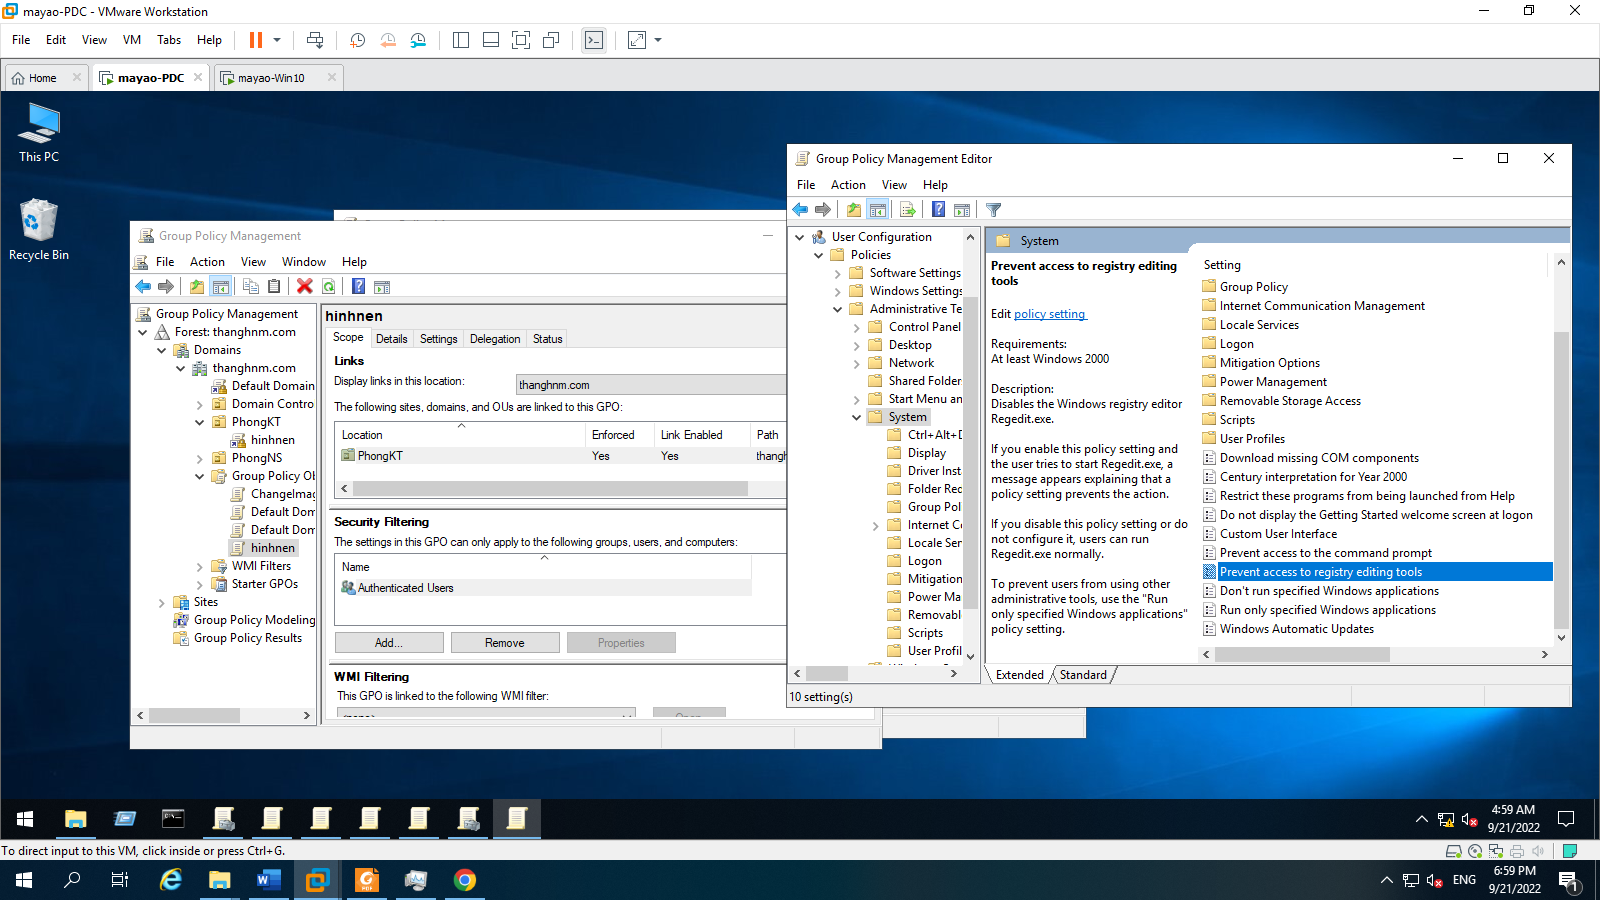 mayao-PDC - VMware Workstation
File Edit View VM Tabs Help
Home mayao-PDC mayao-Win10
This PC
Recycle Bin
Group Policy Management
File Action View Window Help
Group Policy Management
Forest: thanghnm.com
Domains
thanghnm.com
Default Domain
Domain Contro
PhongKT
hinhnen
PhongNS
Group Policy Ob
ChangeImag
Default Dom
Default Dom
hinhnen
WMI Filters
Starter GPOs
Sites
Group Policy Modeling
Group Policy Results
hinhnen
Scope Details Settings Delegation Status
Links
Display links in this location: thanghnm.com
The following sites, domains, and OUs are linked to this GPO:
Location Enforced Link Enabled Path
PhongKT Yes Yes thangh
Security Filtering
The settings in this GPO can only apply to the following groups, users, and computers:
Name
Authenticated Users
Add... Remove Properties
WMI Filtering
This GPO is linked to the following WMI filter:
Group Policy Management Editor
File Action View Help
User Configuration
Policies
Software Settings
Windows Settings
Administrative Te
Control Panel
Desktop
Network
Shared Folder
Start Menu an
System
Ctrl+Alt+D
Display
Driver Inst
Folder Red
Group Pol
Internet C
Locale Ser
Logon
Mitigation
Power Ma
Removabl
Scripts
User Profil
System
Prevent access to registry editing
tools
Edit policy setting
Requirements:
At least Windows 2000
Description:
Disables the Windows registry editor
Regedit.exe.
If you enable this policy setting and
the user tries to start Regedit.exe, a
message appears explaining that a
policy setting prevents the action.
If you disable this policy setting or do
not configure it, users can run
Regedit.exe normally.
To prevent users from using other
administrative tools, use the "Run
only specified Windows applications"
policy setting.
Setting
Group Policy
Internet Communication Management
Locale Services
Logon
Mitigation Options
Power Management
Removable Storage Access
Scripts
User Profiles
Download missing COM components
Century interpretation for Year 2000
Restrict these programs from being launched from Help
Do not display the Getting Started welcome screen at logon
Custom User Interface
Prevent access to the command prompt
Prevent access to registry editing tools
Don't run specified Windows applications
Run only specified Windows applications
Windows Automatic Updates
Extended Standard
10 setting(s)
4:59 AM
9/21/2022
To direct input to this VM, click inside or press Ctrl+G.
ENG
6:59 PM
9/21/2022
1